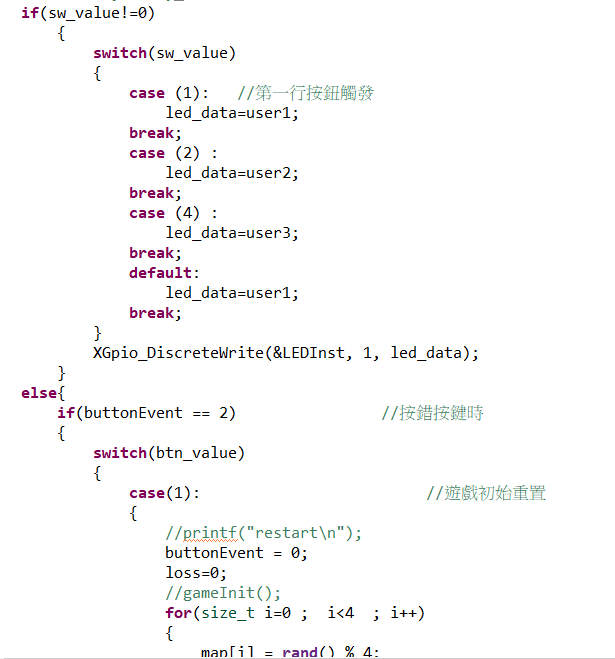 if(sw_value!=0)
{
switch(sw_value)
{
case (1): //第一行按鈕觸發
led_data=user1;
break;
case (2) :
led_data=user2;
break;
case (4) :
led_data=user3;
break;
default:
led_data=user1;
break;
}
XGpio_DiscreteWrite(&LEDInst, 1, led_data);
}
else{
if(buttonEvent == 2) //按錯按鍵時
{
switch(btn_value)
{
case(1): //遊戲初始重置
{
//printf("restart\n");
buttonEvent = 0;
loss=0;
//gameInit();
for(size_t i=0 ; i<4 ; i++)
{
map[i] = rand() % 4;